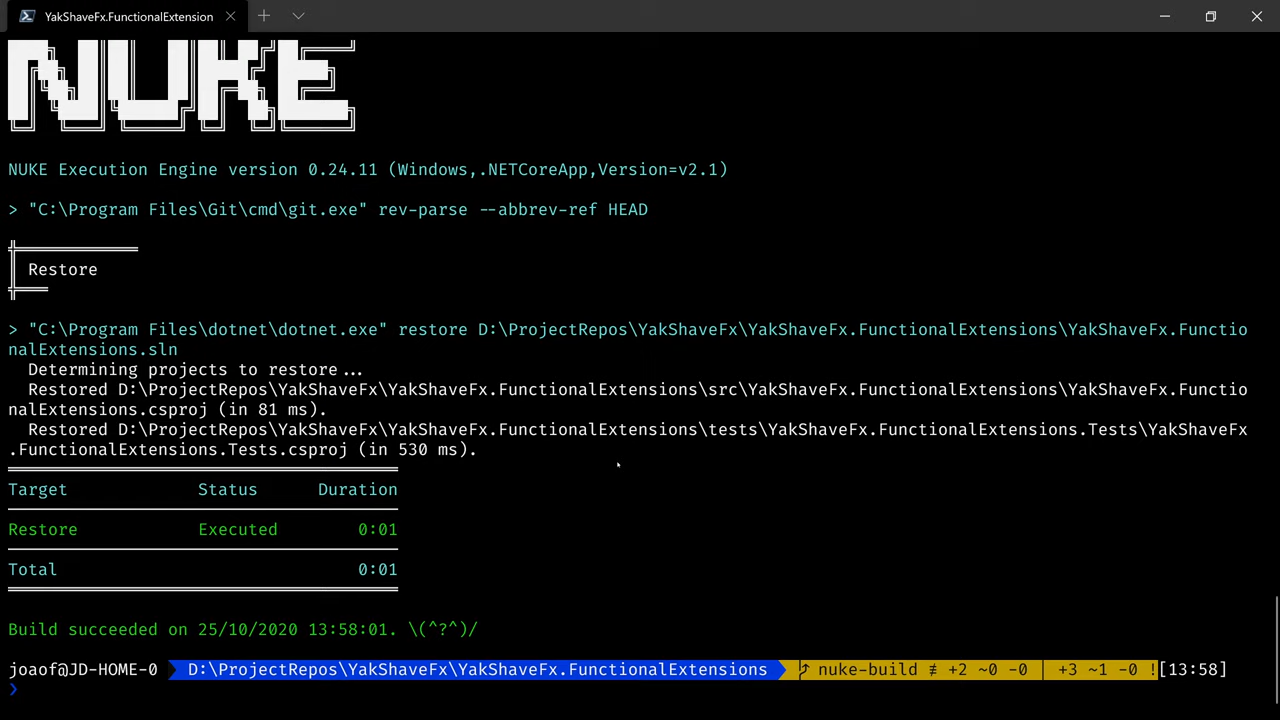 YakShaveFx.FunctionalExtension
NUKE
NUKE Execution Engine version 0.24.11 (Windows,.NETCoreApp,Version=v2.1)
> "C:\Program Files\Git\cmd\git.exe" rev-parse --abbrev-ref HEAD
Restore
> "C:\Program Files\dotnet\dotnet.exe" restore D:\ProjectRepos\YakShaveFx\YakShaveFx.FunctionalExtensions\YakShaveFx.Functio
nalExtensions.sln
Determining projects to restore...
Restored D:\ProjectRepos\YakShaveFx\YakShaveFx.FunctionalExtensions\src\YakShaveFx.FunctionalExtensions\YakShaveFx.Functio
nalExtensions.csproj (in 81 ms).
Restored D:\ProjectRepos\YakShaveFx\YakShaveFx.FunctionalExtensions\tests\YakShaveFx.FunctionalExtensions.Tests\YakShaveFx
.FunctionalExtensions.Tests.csproj (in 530 ms).
Target Status Duration
Restore Executed 0:01
Total 0:01
Build succeeded on 25/10/2020 13:58:01. \(^?^)/
joaof@JD-HOME-0 D:\ProjectRepos\YakShaveFx\YakShaveFx.FunctionalExtensions nuke-build ≢ +2 ~0 -0 | +3 ~1 -0 ! [13:58]
❯